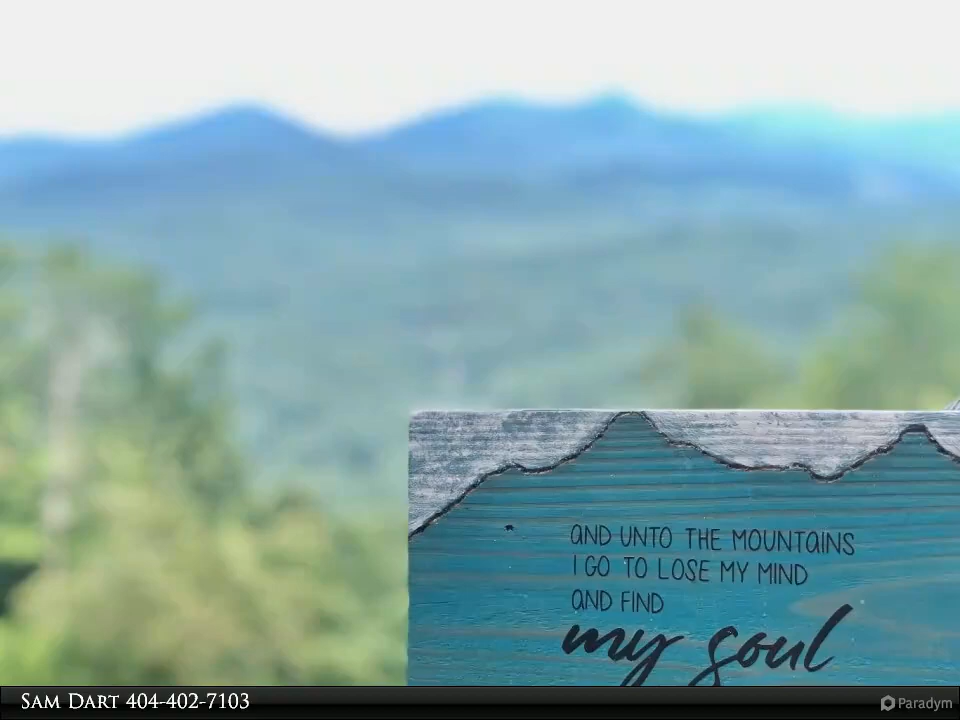 AND UNTO THE MOUNTAINS
I GO TO LOSE MY MIND
AND FIND
my soul
SAM DART 404-402-7103
Paradym